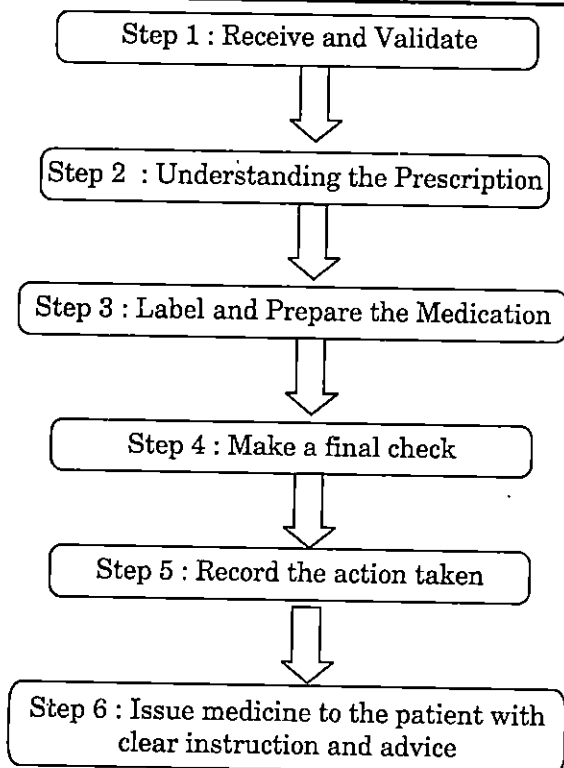 Step 1 : Receive and Validate
Step 2 : Understanding the Prescription
Step 3 : Label and Prepare the Medication
Step 4 : Make a final check
Step 5 : Record the action taken
Step 6 : Issue medicine to the patient with
clear instruction and advice